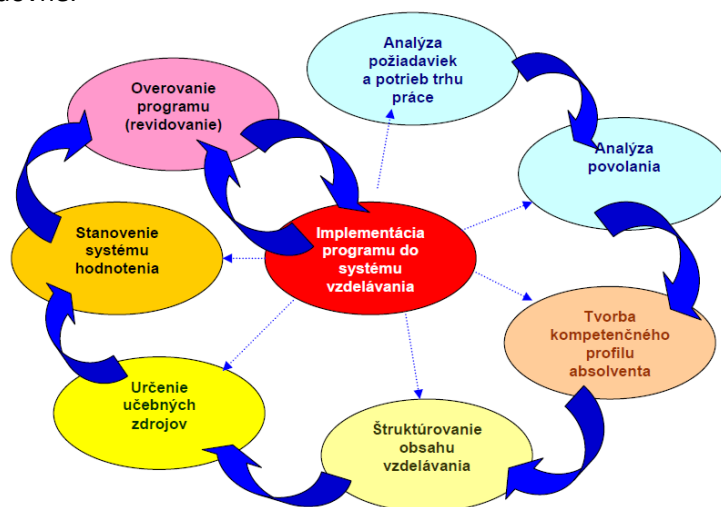 Analýza
požiadaviek
a potrieb trhu
práce
Overovanie
programu
(revidovanie)
Analýza
povolania
Stanovenie
systému
hodnotenia
Implementácia
programu do
systému
vzdelávania
Tvorba
kompetenčného
profilu
absolventa
Určenie
učebných
zdrojov
Štruktúrovanie
obsahu
vzdelávania